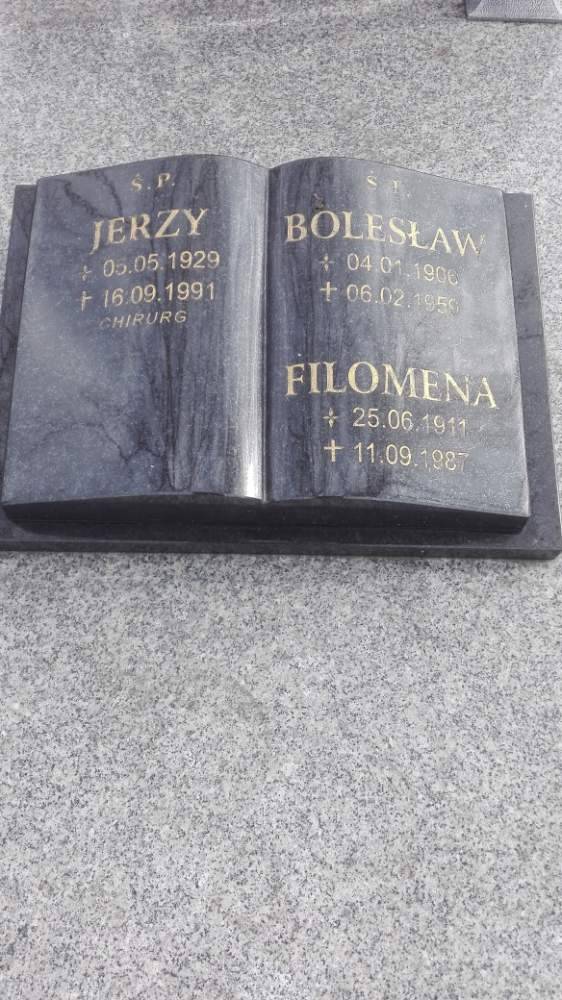 Ś.P.
JERZY
05.05.1929
16.09.1991
CHIRURG
Ś.P.
BOLESŁAW
04.01.1906
06.02.1959
FILOMENA
25.06.1911
11.09.1987